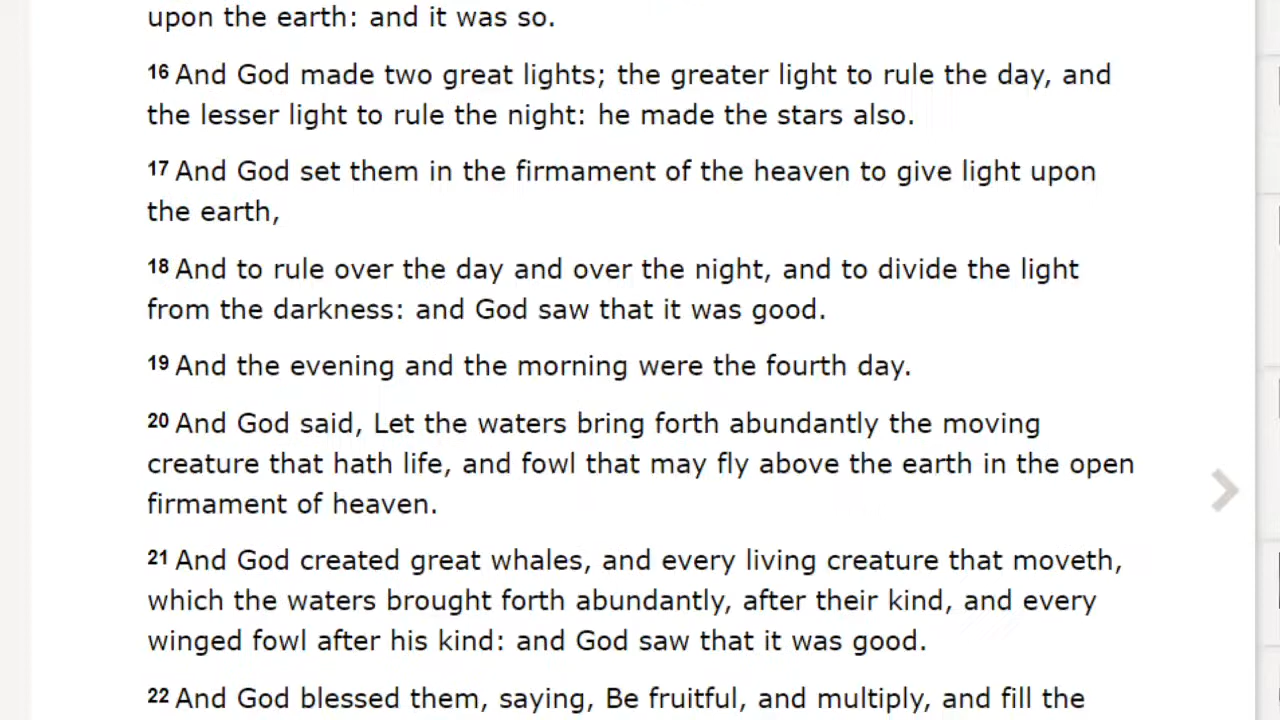 upon the earth: and it was so.
16 And God made two great lights; the greater light to rule the day, and
the lesser light to rule the night: he made the stars also.
17 And God set them in the firmament of the heaven to give light upon
the earth,
18 And to rule over the day and over the night, and to divide the light
from the darkness: and God saw that it was good.
19 And the evening and the morning were the fourth day.
20 And God said, Let the waters bring forth abundantly the moving
creature that hath life, and fowl that may fly above the earth in the open
firmament of heaven.
21 And God created great whales, and every living creature that moveth,
which the waters brought forth abundantly, after their kind, and every
winged fowl after his kind: and God saw that it was good.
22 And God blessed them, saying, Be fruitful, and multiply, and fill the